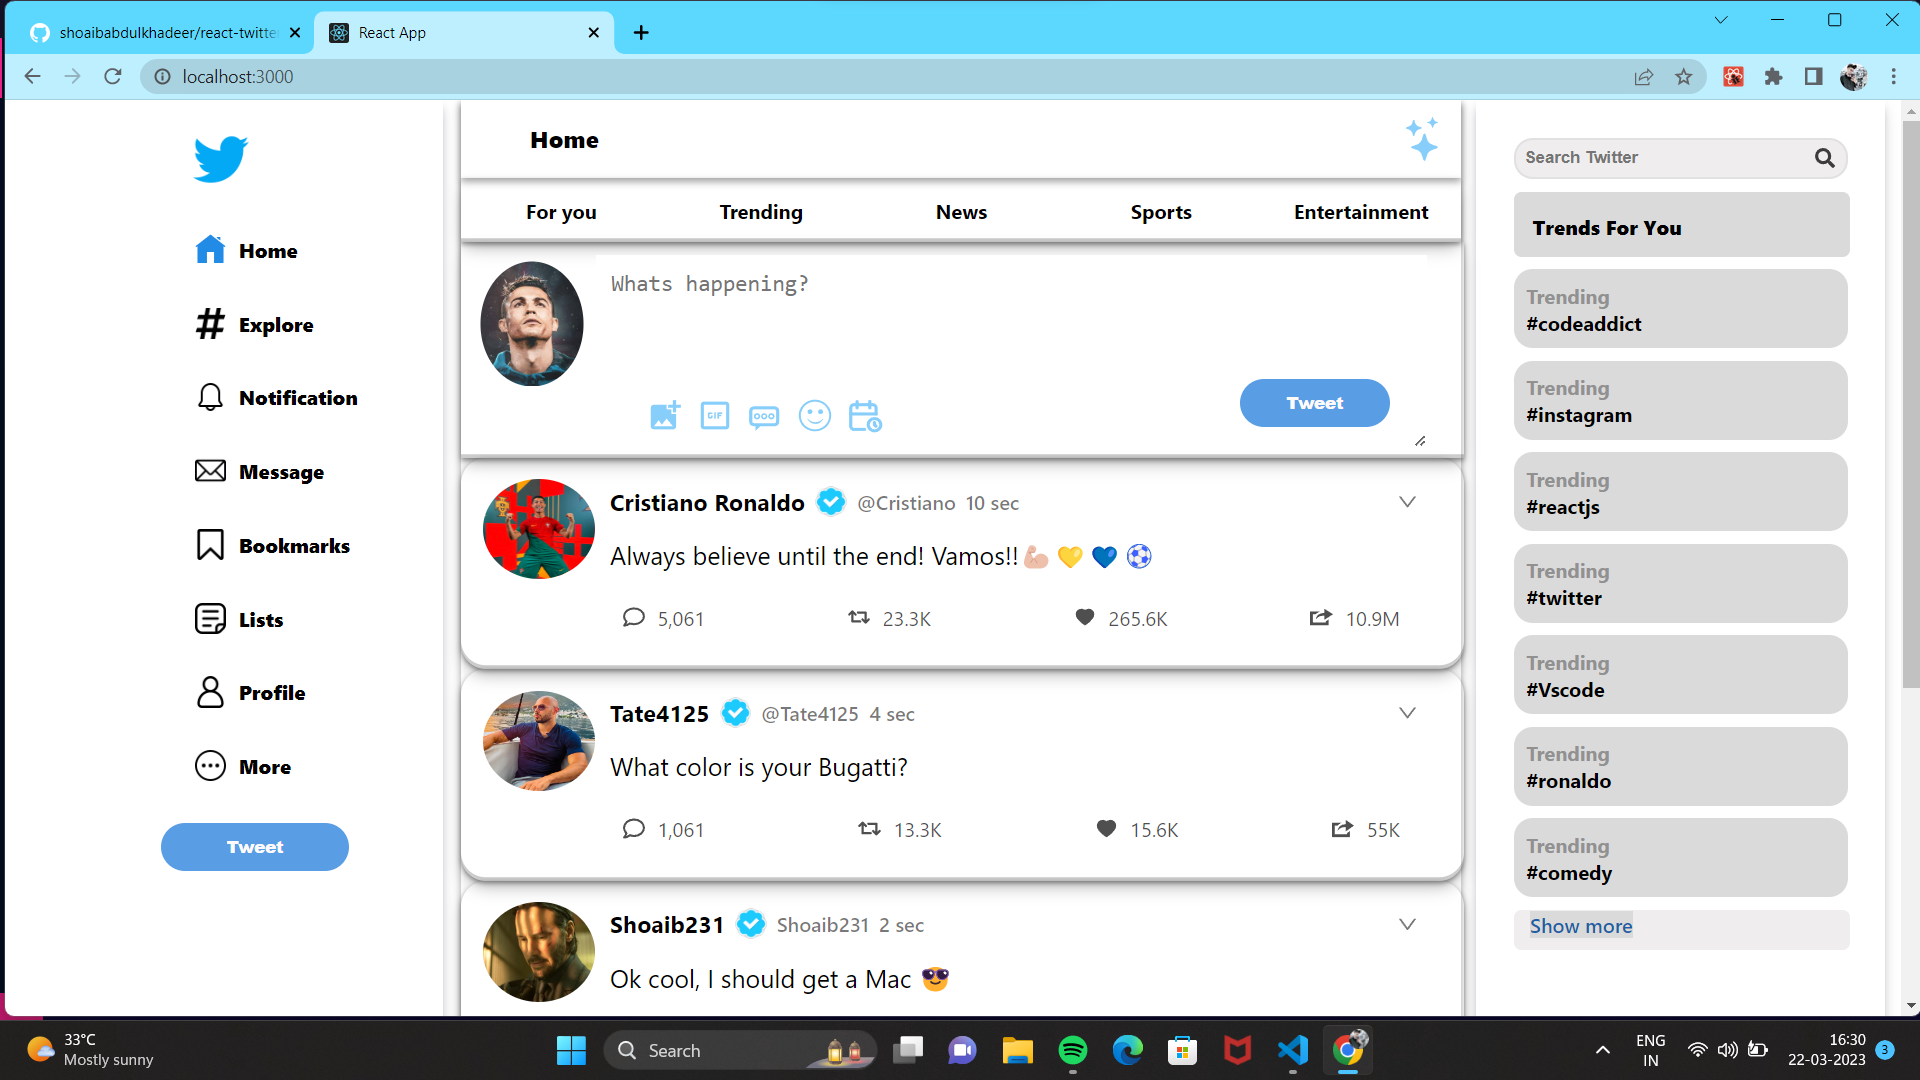 shoaibabdulkhadeer/react-twitte
React App
localhost:3000
Home
Explore
Notification
Message
Bookmarks
Lists
Profile
More
Tweet
Home
For you Trending News Sports Entertainment
Whats happening?
GIF
Tweet
Cristiano Ronaldo @Cristiano 10 sec
Always believe until the end! Vamos!!💪🏼 💛 💙 ⚽
5,061 23.3K 265.6K 10.9M
Tate4125 @Tate4125 4 sec
What color is your Bugatti?
1,061 13.3K 15.6K 55K
Shoaib231 Shoaib231 2 sec
Ok cool, I should get a Mac 😎
Search Twitter
Trends For You
Trending
#codeaddict
Trending
#instagram
Trending
#reactjs
Trending
#twitter
Trending
#Vscode
Trending
#ronaldo
Trending
#comedy
Show more
33°C
Mostly sunny
Search
ENG
IN
16:30
22-03-2023
3